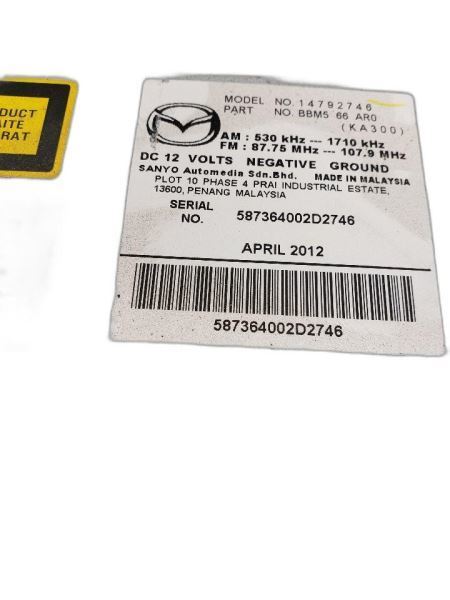 DUCT
AITE
RAT
MODEL NO. 14792746
PART NO. BBM5 66 AR0
(KA300)
AM : 530 kHz --- 1710 kHz
FM : 87.75 MHz --- 107.9 MHz
DC 12 VOLTS NEGATIVE GROUND
SANYO Automedia Sdn.Bhd. MADE IN MALAYSIA
PLOT 10 PHASE 4 PRAI INDUSTRIAL ESTATE,
13600, PENANG MALAYSIA
SERIAL
NO. 587364002D2746
APRIL 2012
587364002D2746